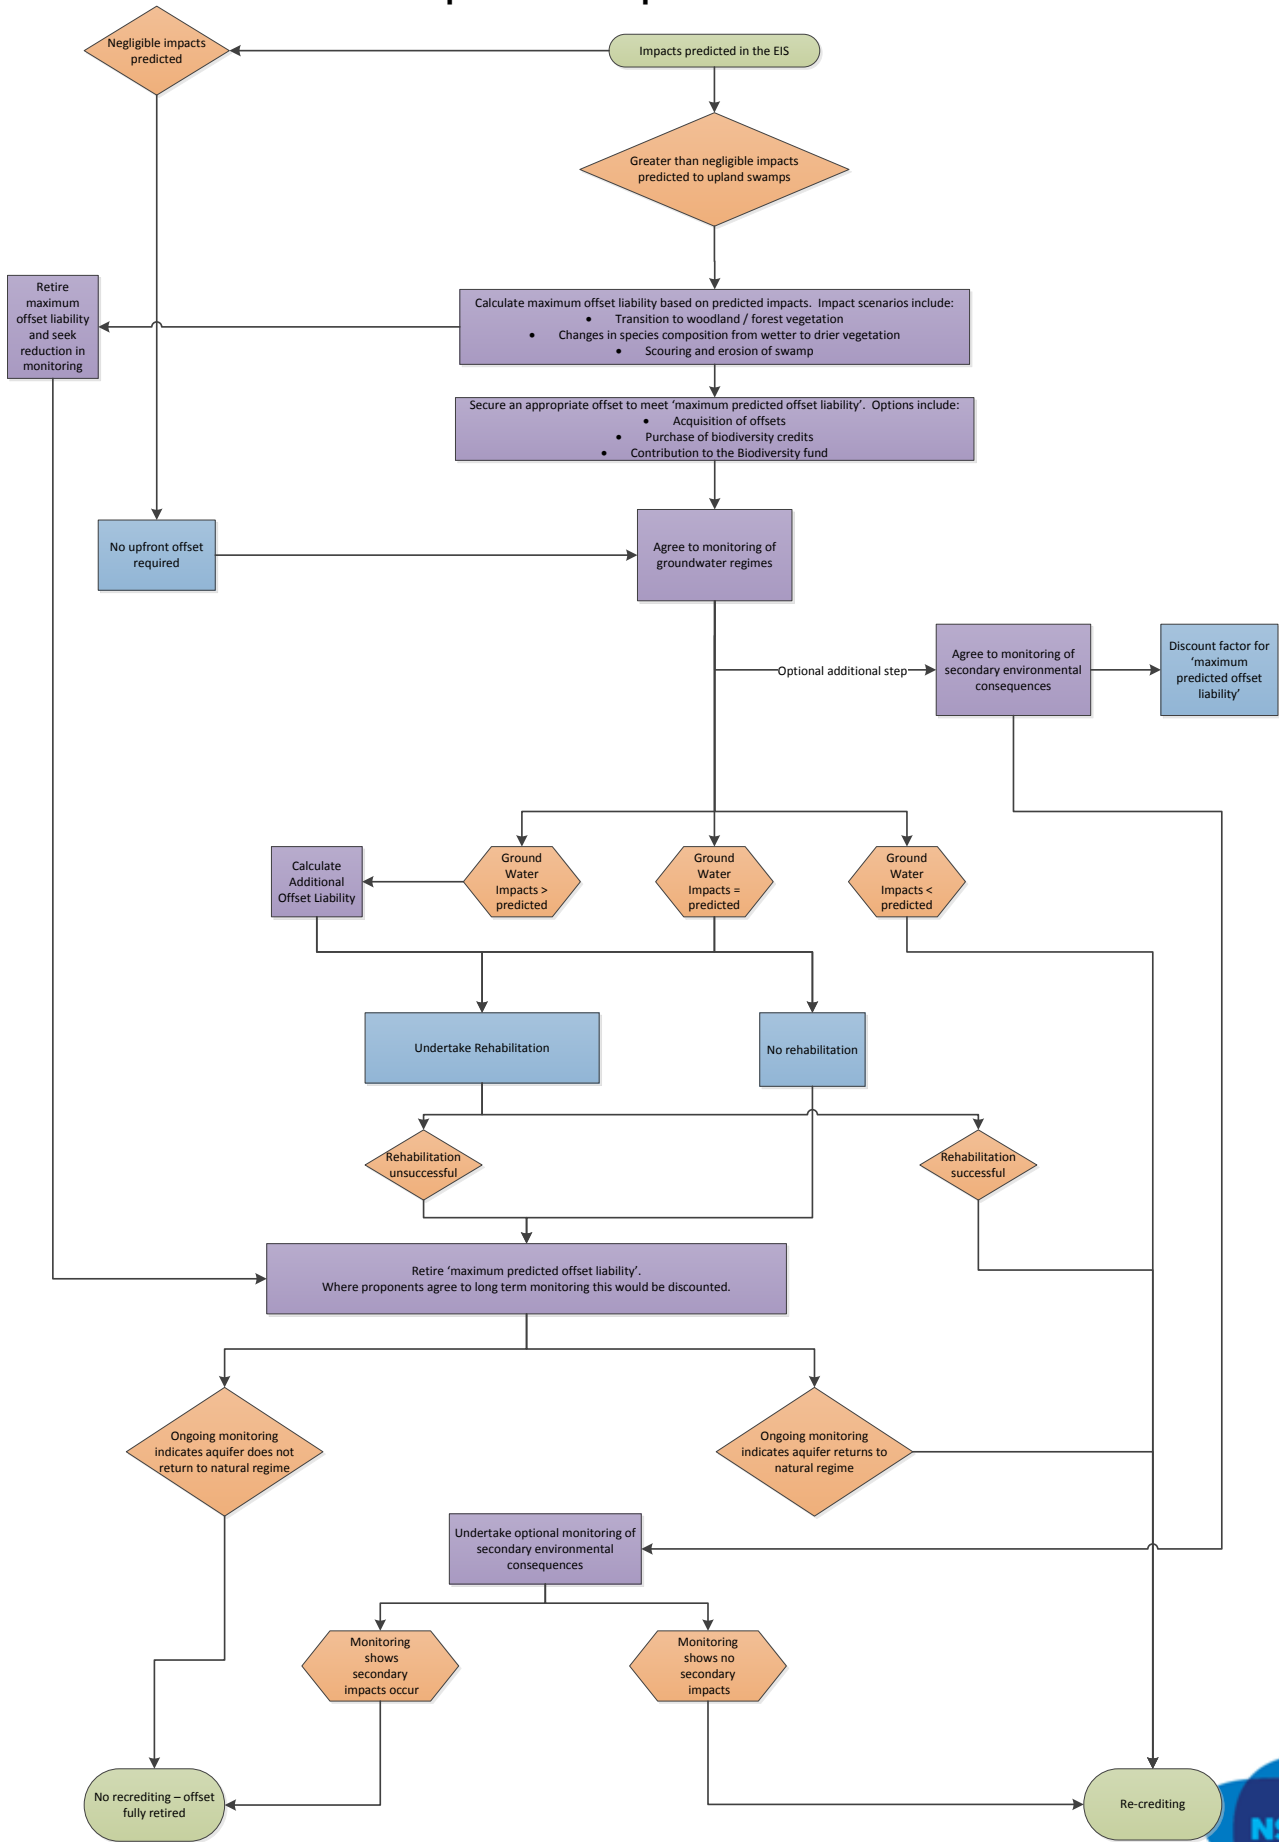 Negligible impacts
predicted
Impacts predicted in the EIS
Greater than negligible impacts
predicted to upland swamps
Retire
maximum
offset liability
and seek
reduction in
monitoring
Calculate maximum offset liability based on predicted impacts. Impact scenarios include:
• Transition to woodland / forest vegetation
• Changes in species composition from wetter to drier vegetation
• Scouring and erosion of swamp
Secure an appropriate offset to meet ‘maximum predicted offset liability’. Options include:
• Acquisition of offsets
• Purchase of biodiversity credits
• Contribution to the Biodiversity fund
No upfront offset
required
Agree to monitoring of
groundwater regimes
Optional additional step
Agree to monitoring of
secondary environmental
consequences
Discount factor for
‘maximum
predicted offset
liability’
Calculate
Additional
Offset Liability
Ground
Water
Impacts >
predicted
Ground
Water
Impacts =
predicted
Ground
Water
Impacts <
predicted
Undertake Rehabilitation
No rehabilitation
Rehabilitation
unsuccessful
Rehabilitation
successful
Retire ‘maximum predicted offset liability’.
Where proponents agree to long term monitoring this would be discounted.
Ongoing monitoring
indicates aquifer does not
return to natural regime
Ongoing monitoring
indicates aquifer returns to
natural regime
Undertake optional monitoring of
secondary environmental
consequences
Monitoring
shows
secondary
impacts occur
Monitoring
shows no
secondary
impacts
No recrediting – offset
fully retired
Re-crediting